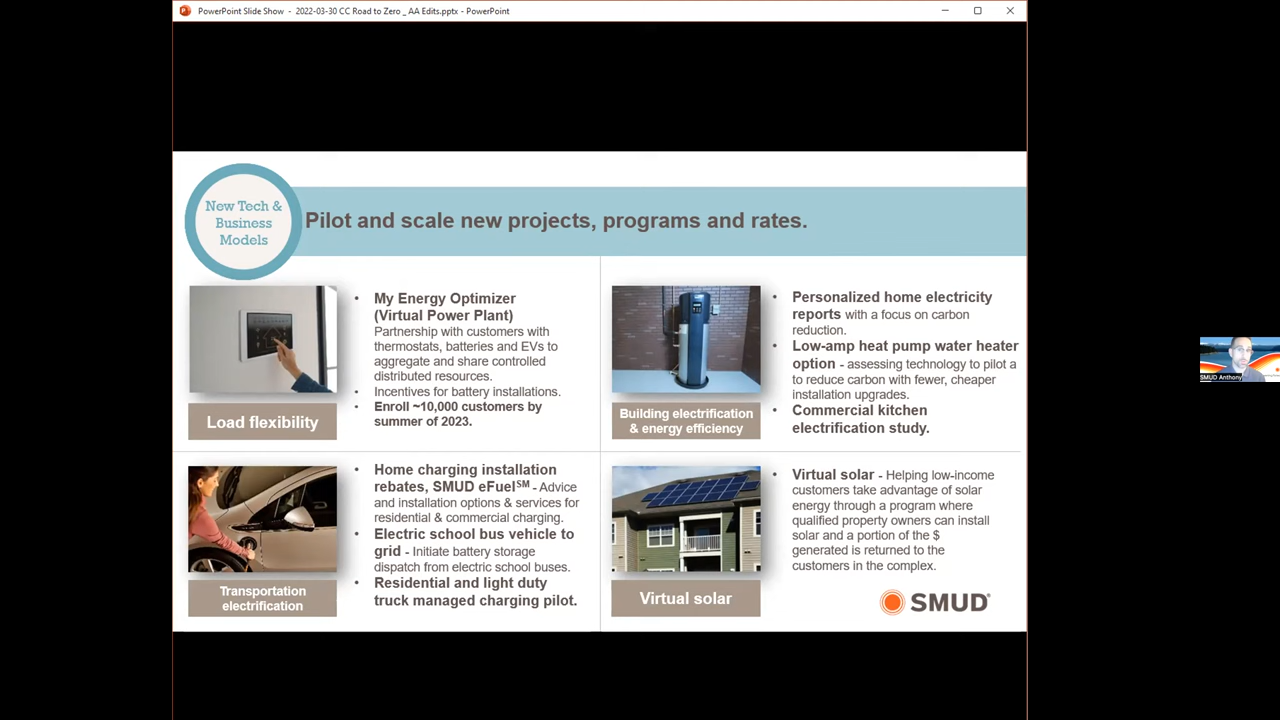 PowerPoint Slide Show - 2022-03-30 CC Road to Zero _ AA Edits.pptx - PowerPoint
New Tech &
Business
Models
Pilot and scale new projects, programs and rates.
• My Energy Optimizer
(Virtual Power Plant)
Partnership with customers with
thermostats, batteries and EVs to
aggregate and share controlled
distributed resources.
• Incentives for battery installations.
• Enroll ~10,000 customers by
summer of 2023.
Load flexibility
• Personalized home electricity
reports with a focus on carbon
reduction.
• Low-amp heat pump water heater
option - assessing technology to pilot a
to reduce carbon with fewer, cheaper
installation upgrades.
• Commercial kitchen
electrification study.
Building electrification
& energy efficiency
• Home charging installation
rebates, SMUD eFuel℠ - Advice
and installation options & services for
residential & commercial charging.
• Electric school bus vehicle to
grid - Initiate battery storage
dispatch from electric school buses.
• Residential and light duty
truck managed charging pilot.
Transportation
electrification
• Virtual solar - Helping low-income
customers take advantage of solar
energy through a program where
qualified property owners can install
solar and a portion of the $
generated is returned to the
customers in the complex.
Virtual solar
SMUD®
SMUD Anthony